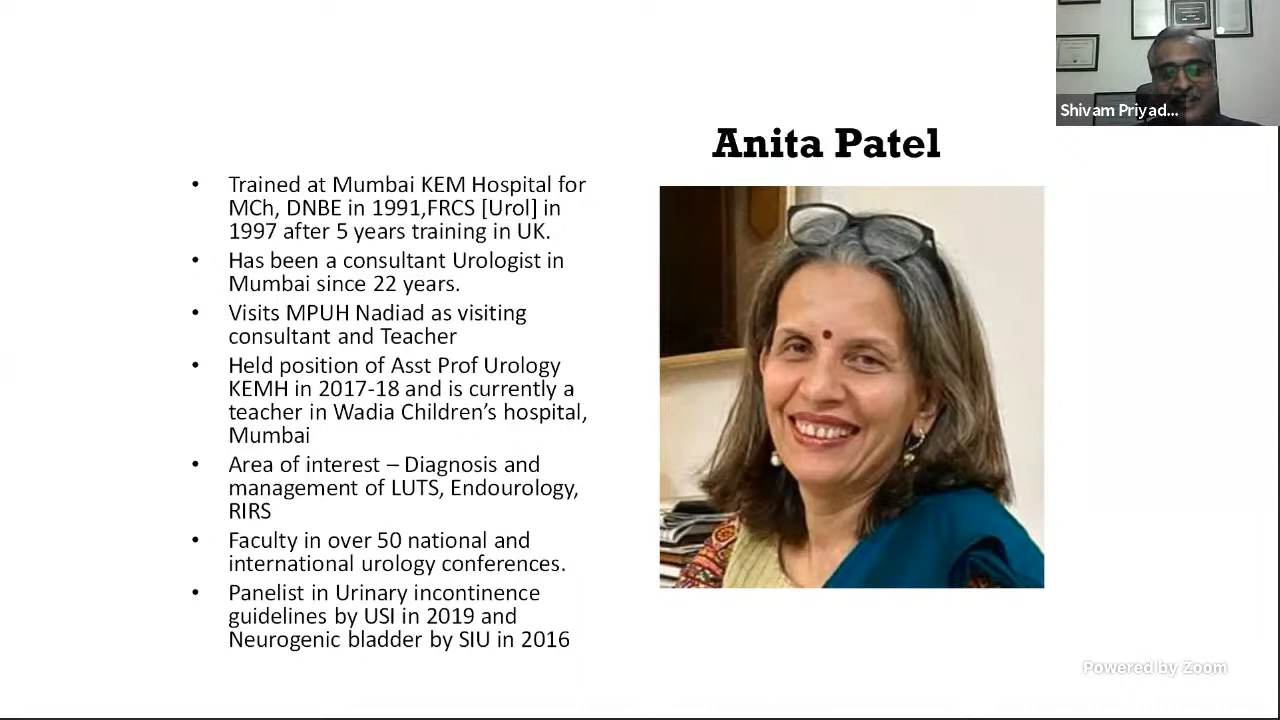 Shivam Priyad...
Anita Patel
• Trained at Mumbai KEM Hospital for
MCh, DNBE in 1991,FRCS [Urol] in
1997 after 5 years training in UK.
• Has been a consultant Urologist in
Mumbai since 22 years.
• Visits MPUH Nadiad as visiting
consultant and Teacher
• Held position of Asst Prof Urology
KEMH in 2017-18 and is currently a
teacher in Wadia Children’s hospital,
Mumbai
• Area of interest – Diagnosis and
management of LUTS, Endourology,
RIRS
• Faculty in over 50 national and
international urology conferences.
• Panelist in Urinary incontinence
guidelines by USI in 2019 and
Neurogenic bladder by SIU in 2016
Powered by Zoom